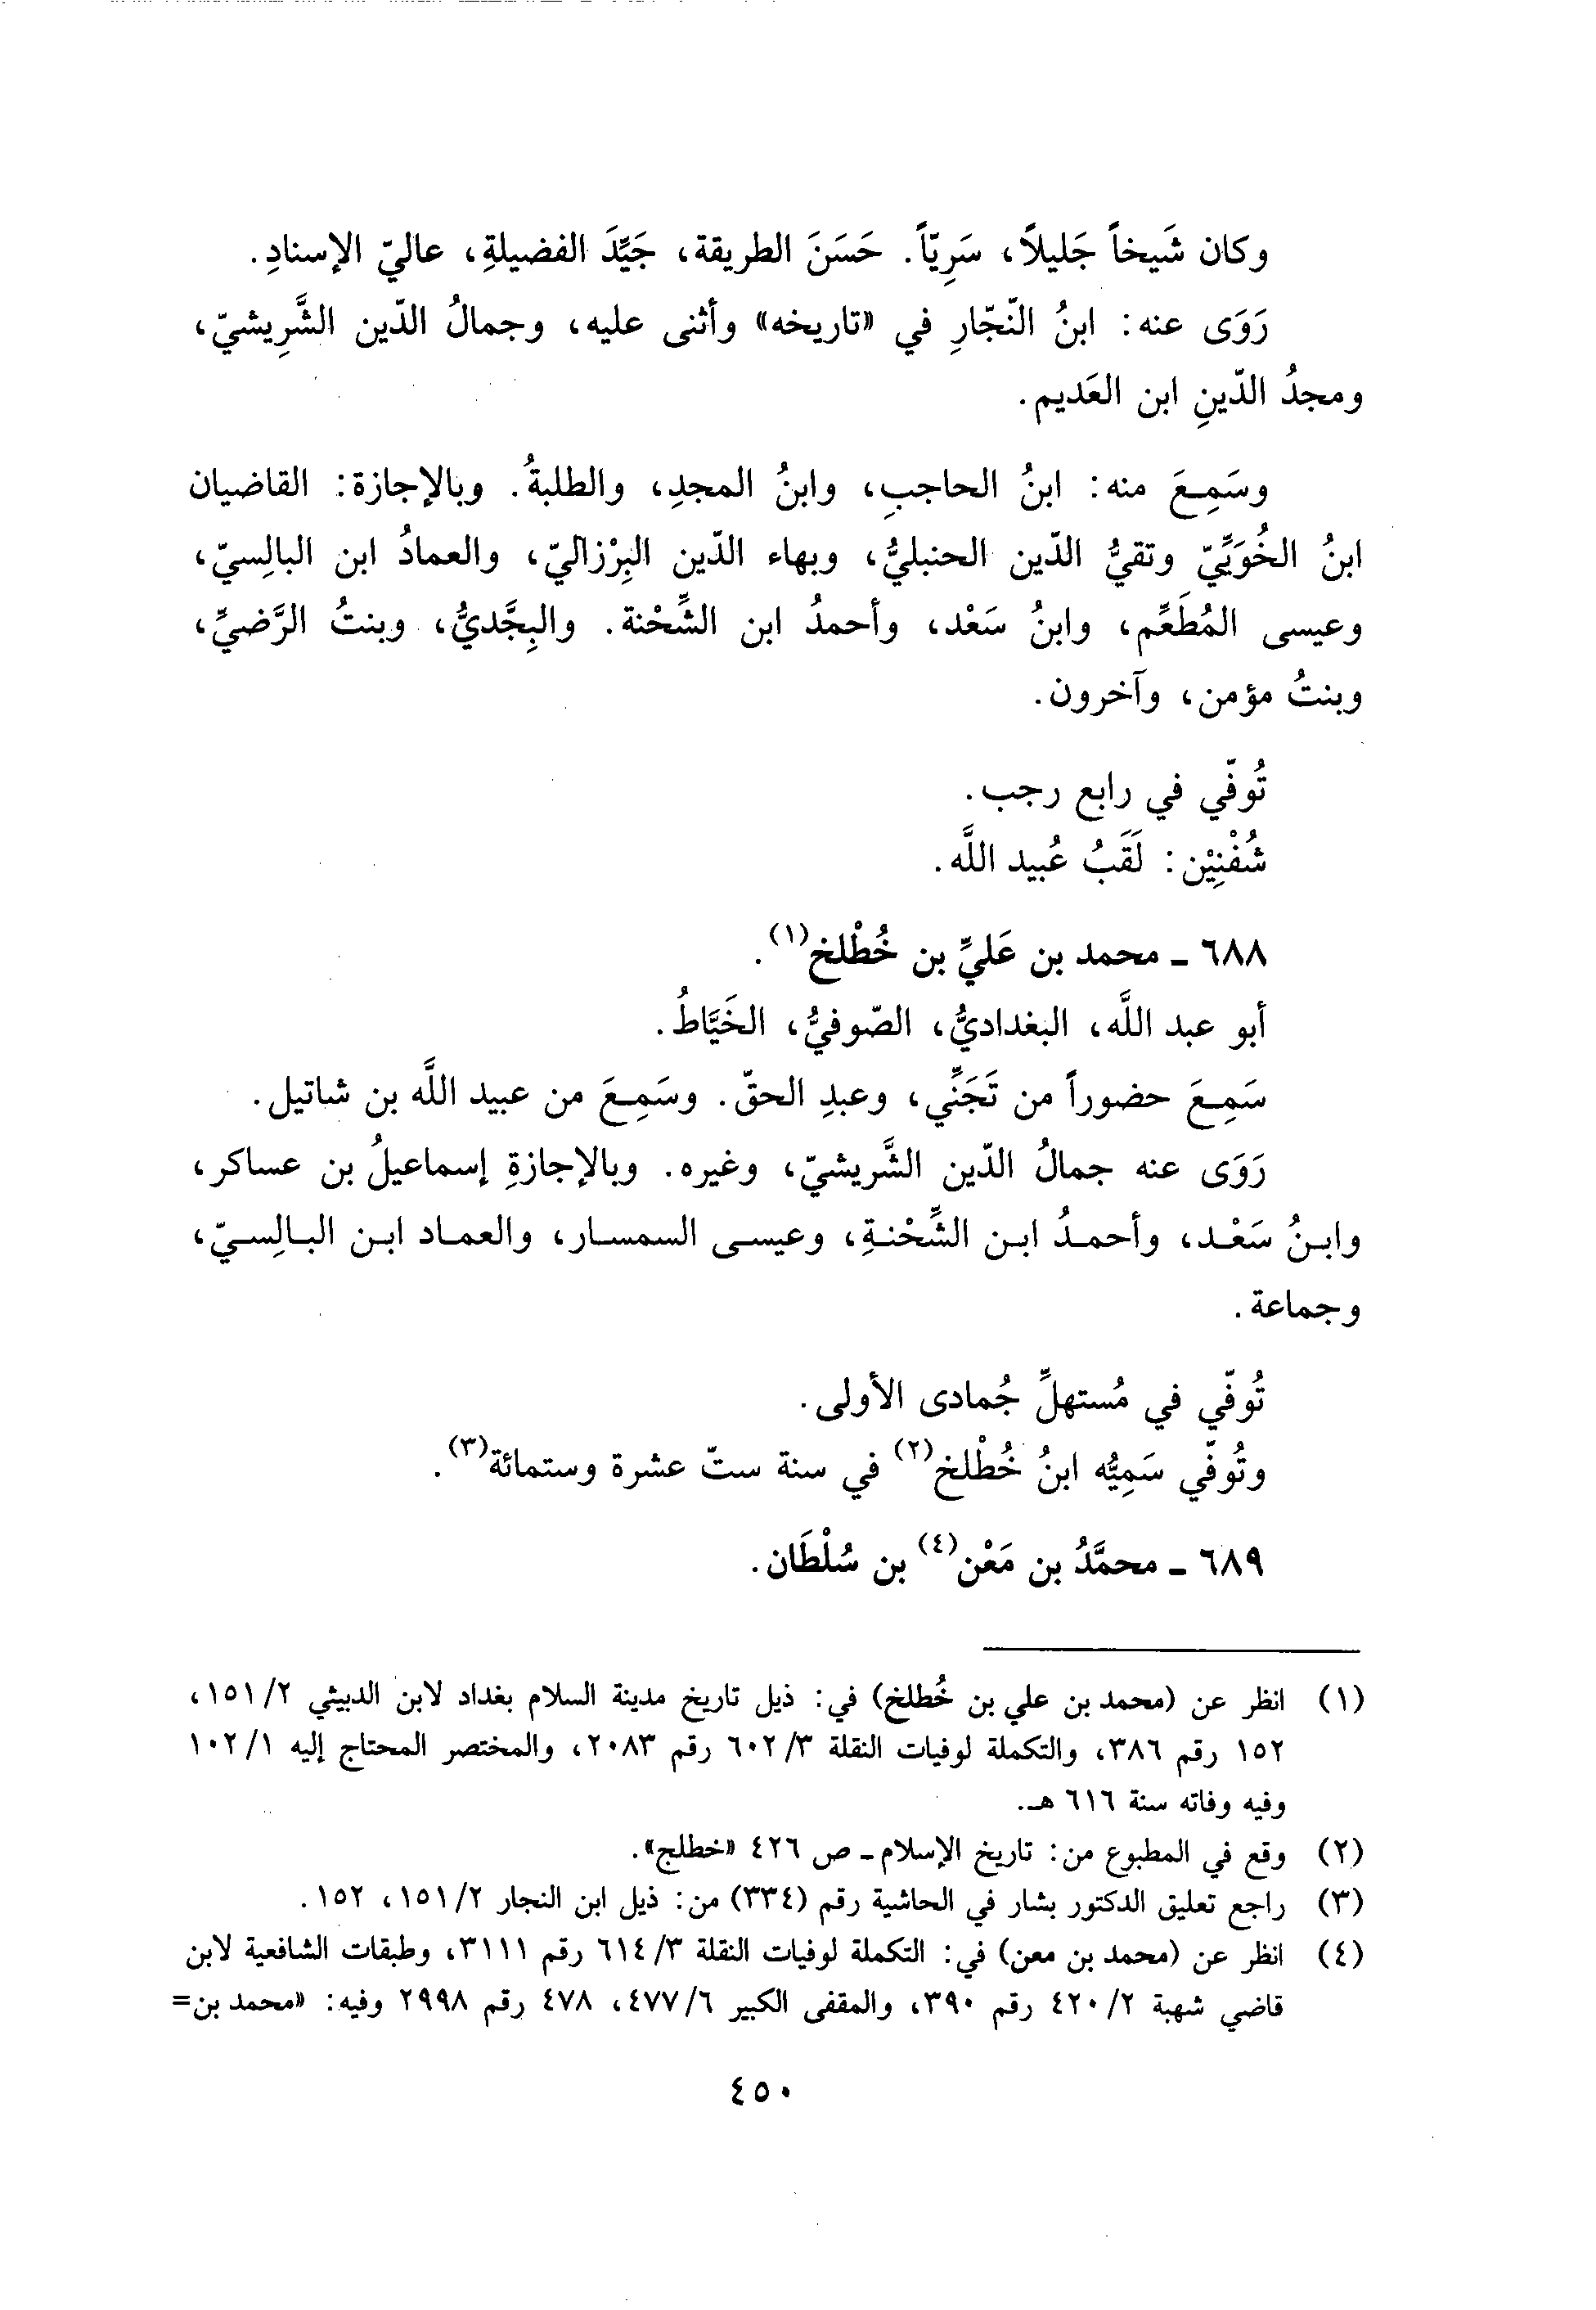 وكان شَيخاً جَليلاً، سَرِيّاً. حَسَنَ الطريقة، جَيِّدَ الفضيلةِ، عاليّ الإسنادِ.
رَوَى عنه: ابنُ النّجّارِ في «تاريخه» وأثنى عليه، وجمالُ الدّين الشَّرِيشيّ،
ومجدُ الدّينِ ابن العَديم.
وسَمِعَ منه: ابنُ الحاجبِ، وابنُ المجدِ، والطلبةُ. وبالإجازة: القاضيان
ابنُ الخُوَيِّيّ وتقيُّ الدّين الحنبليُّ، وبهاء الدّين البِرْزاليّ، والعمادُ ابن البالِسيّ،
وعيسى المُطَعِّم، وابنُ سَعْد، وأحمدُ ابن الشِّحْنة. والبِجَّديُّ، وبنتُ الرَّضيِّ،
وبنتُ مؤمن، وآخرون.
تُوفّي في رابع رجب.
شُفْنِيْن: لَقَبُ عُبيد اللَّه.
٦٨٨ ـ محمد بن عَليِّ بن خُطْلخ(١).
أبو عبد اللَّه، البغداديُّ، الصّوفيُّ، الخَيَّاطُ.
سَمِعَ حضوراً من تَجَنِّي، وعبدِ الحقّ. وسَمِعَ من عبيد اللَّه بن شاتيل.
رَوَى عنه جمالُ الدّين الشَّريشيّ، وغيره. وبالإجازةِ إسماعيلُ بن عساكر،
وابنُ سَعْد، وأحمدُ ابن الشِّحْنةِ، وعيسى السمسار، والعماد ابن البالِسيّ،
وجماعة.
تُوفّي في مُستهلِّ جُمادى الأولى.
وتُوفّي سَمِيُّه ابنُ خُطْلخ(٢) في سنة ستّ عشرة وستمائة(٣).
٦٨٩ ـ محمَّدُ بن مَعْن(٤) بن سُلْطَان.
(١) انظر عن (محمد بن علي بن خُطلخ) في: ذيل تاريخ مدينة السلام بغداد لابن الدبيثي ٢/١٥١،
١٥٢ رقم ٣٨٦، والتكملة لوفيات النقلة ٣/٦٠٢ رقم ٢٠٨٣، والمختصر المحتاج إليه ١/١٠٢
وفيه وفاته سنة ٦١٦ هـ.
(٢) وقع في المطبوع من: تاريخ الإسلام ـ ص ٤٢٦ «خطلج».
(٣) راجع تعليق الدكتور بشار في الحاشية رقم (٣٣٤) من: ذيل ابن النجار ٢/١٥١، ١٥٢.
(٤) انظر عن (محمد بن معن) في: التكملة لوفيات النقلة ٣/٦١٤ رقم ٣١١١، وطبقات الشافعية لابن
قاضي شهبة ٢/٤٢٠ رقم ٣٩٠، والمقفى الكبير ٦/٤٧٧، ٤٧٨ رقم ٢٩٩٨ وفيه: «محمد بن=
٤٥٠